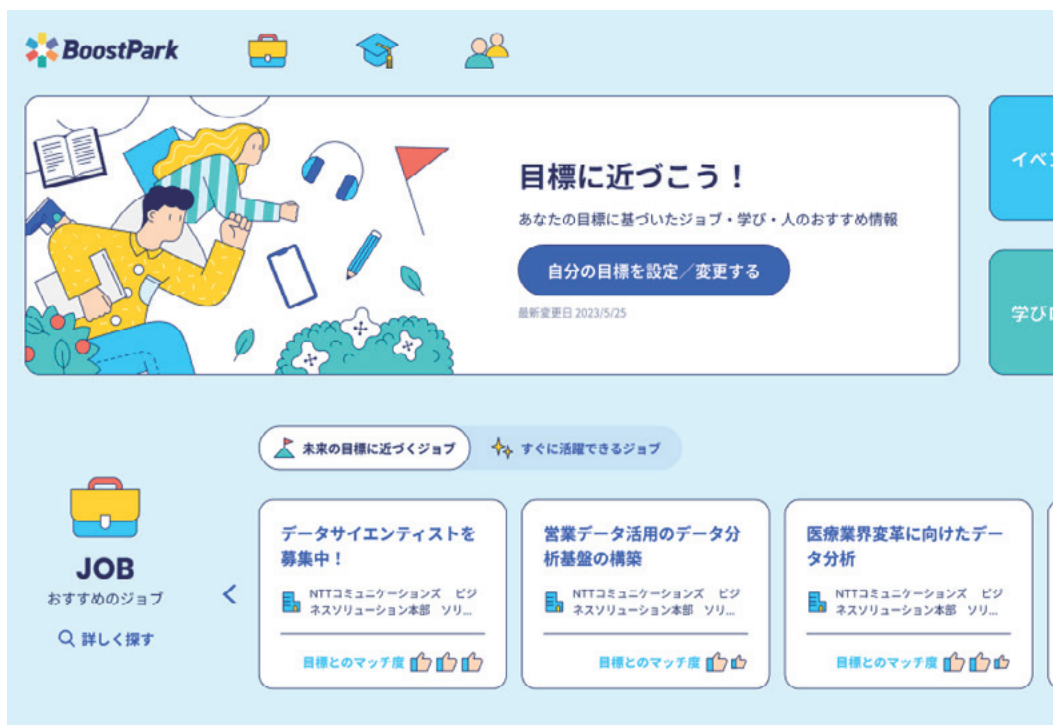 BoostPark
目標に近づこう！
あなたの目標に基づいたジョブ・学び・人のおすすめ情報
自分の目標を設定／変更する
最新変更日 2023/5/25
イベン
学び
未来の目標に近づくジョブ
すぐに活躍できるジョブ
JOB
おすすめのジョブ
詳しく探す
データサイエンティストを
募集中！
NTTコミュニケーションズ　ビジ
ネスソリューション本部　ソリ...
目標とのマッチ度
営業データ活用のデータ分
析基盤の構築
NTTコミュニケーションズ　ビジ
ネスソリューション本部　ソリ...
目標とのマッチ度
医療業界変革に向けたデー
タ分析
NTTコミュニケーションズ　ビジ
ネスソリューション本部　ソリ...
目標とのマッチ度